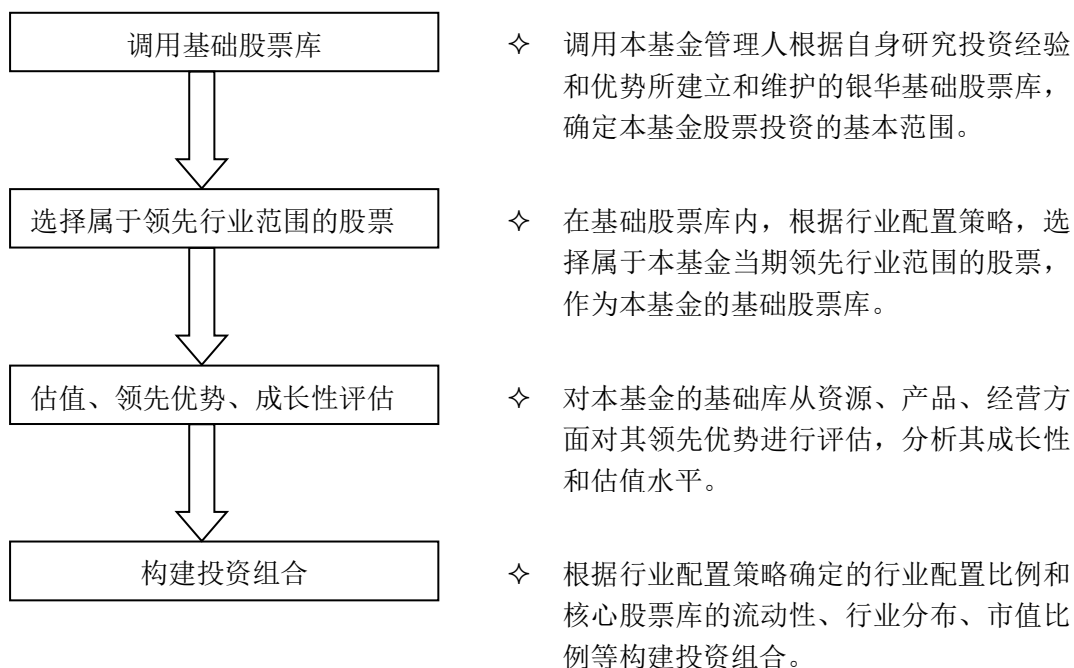 调用基础股票库
✧ 调用本基金管理人根据自身研究投资经验
和优势所建立和维护的银华基础股票库，
确定本基金股票投资的基本范围。
选择属于领先行业范围的股票
✧ 在基础股票库内，根据行业配置策略，选
择属于本基金当期领先行业范围的股票，
作为本基金的基础股票库。
估值、领先优势、成长性评估
✧ 对本基金的基础库从资源、产品、经营方
面对其领先优势进行评估，分析其成长性
和估值水平。
构建投资组合
✧ 根据行业配置策略确定的行业配置比例和
核心股票库的流动性、行业分布、市值比
例等构建投资组合。